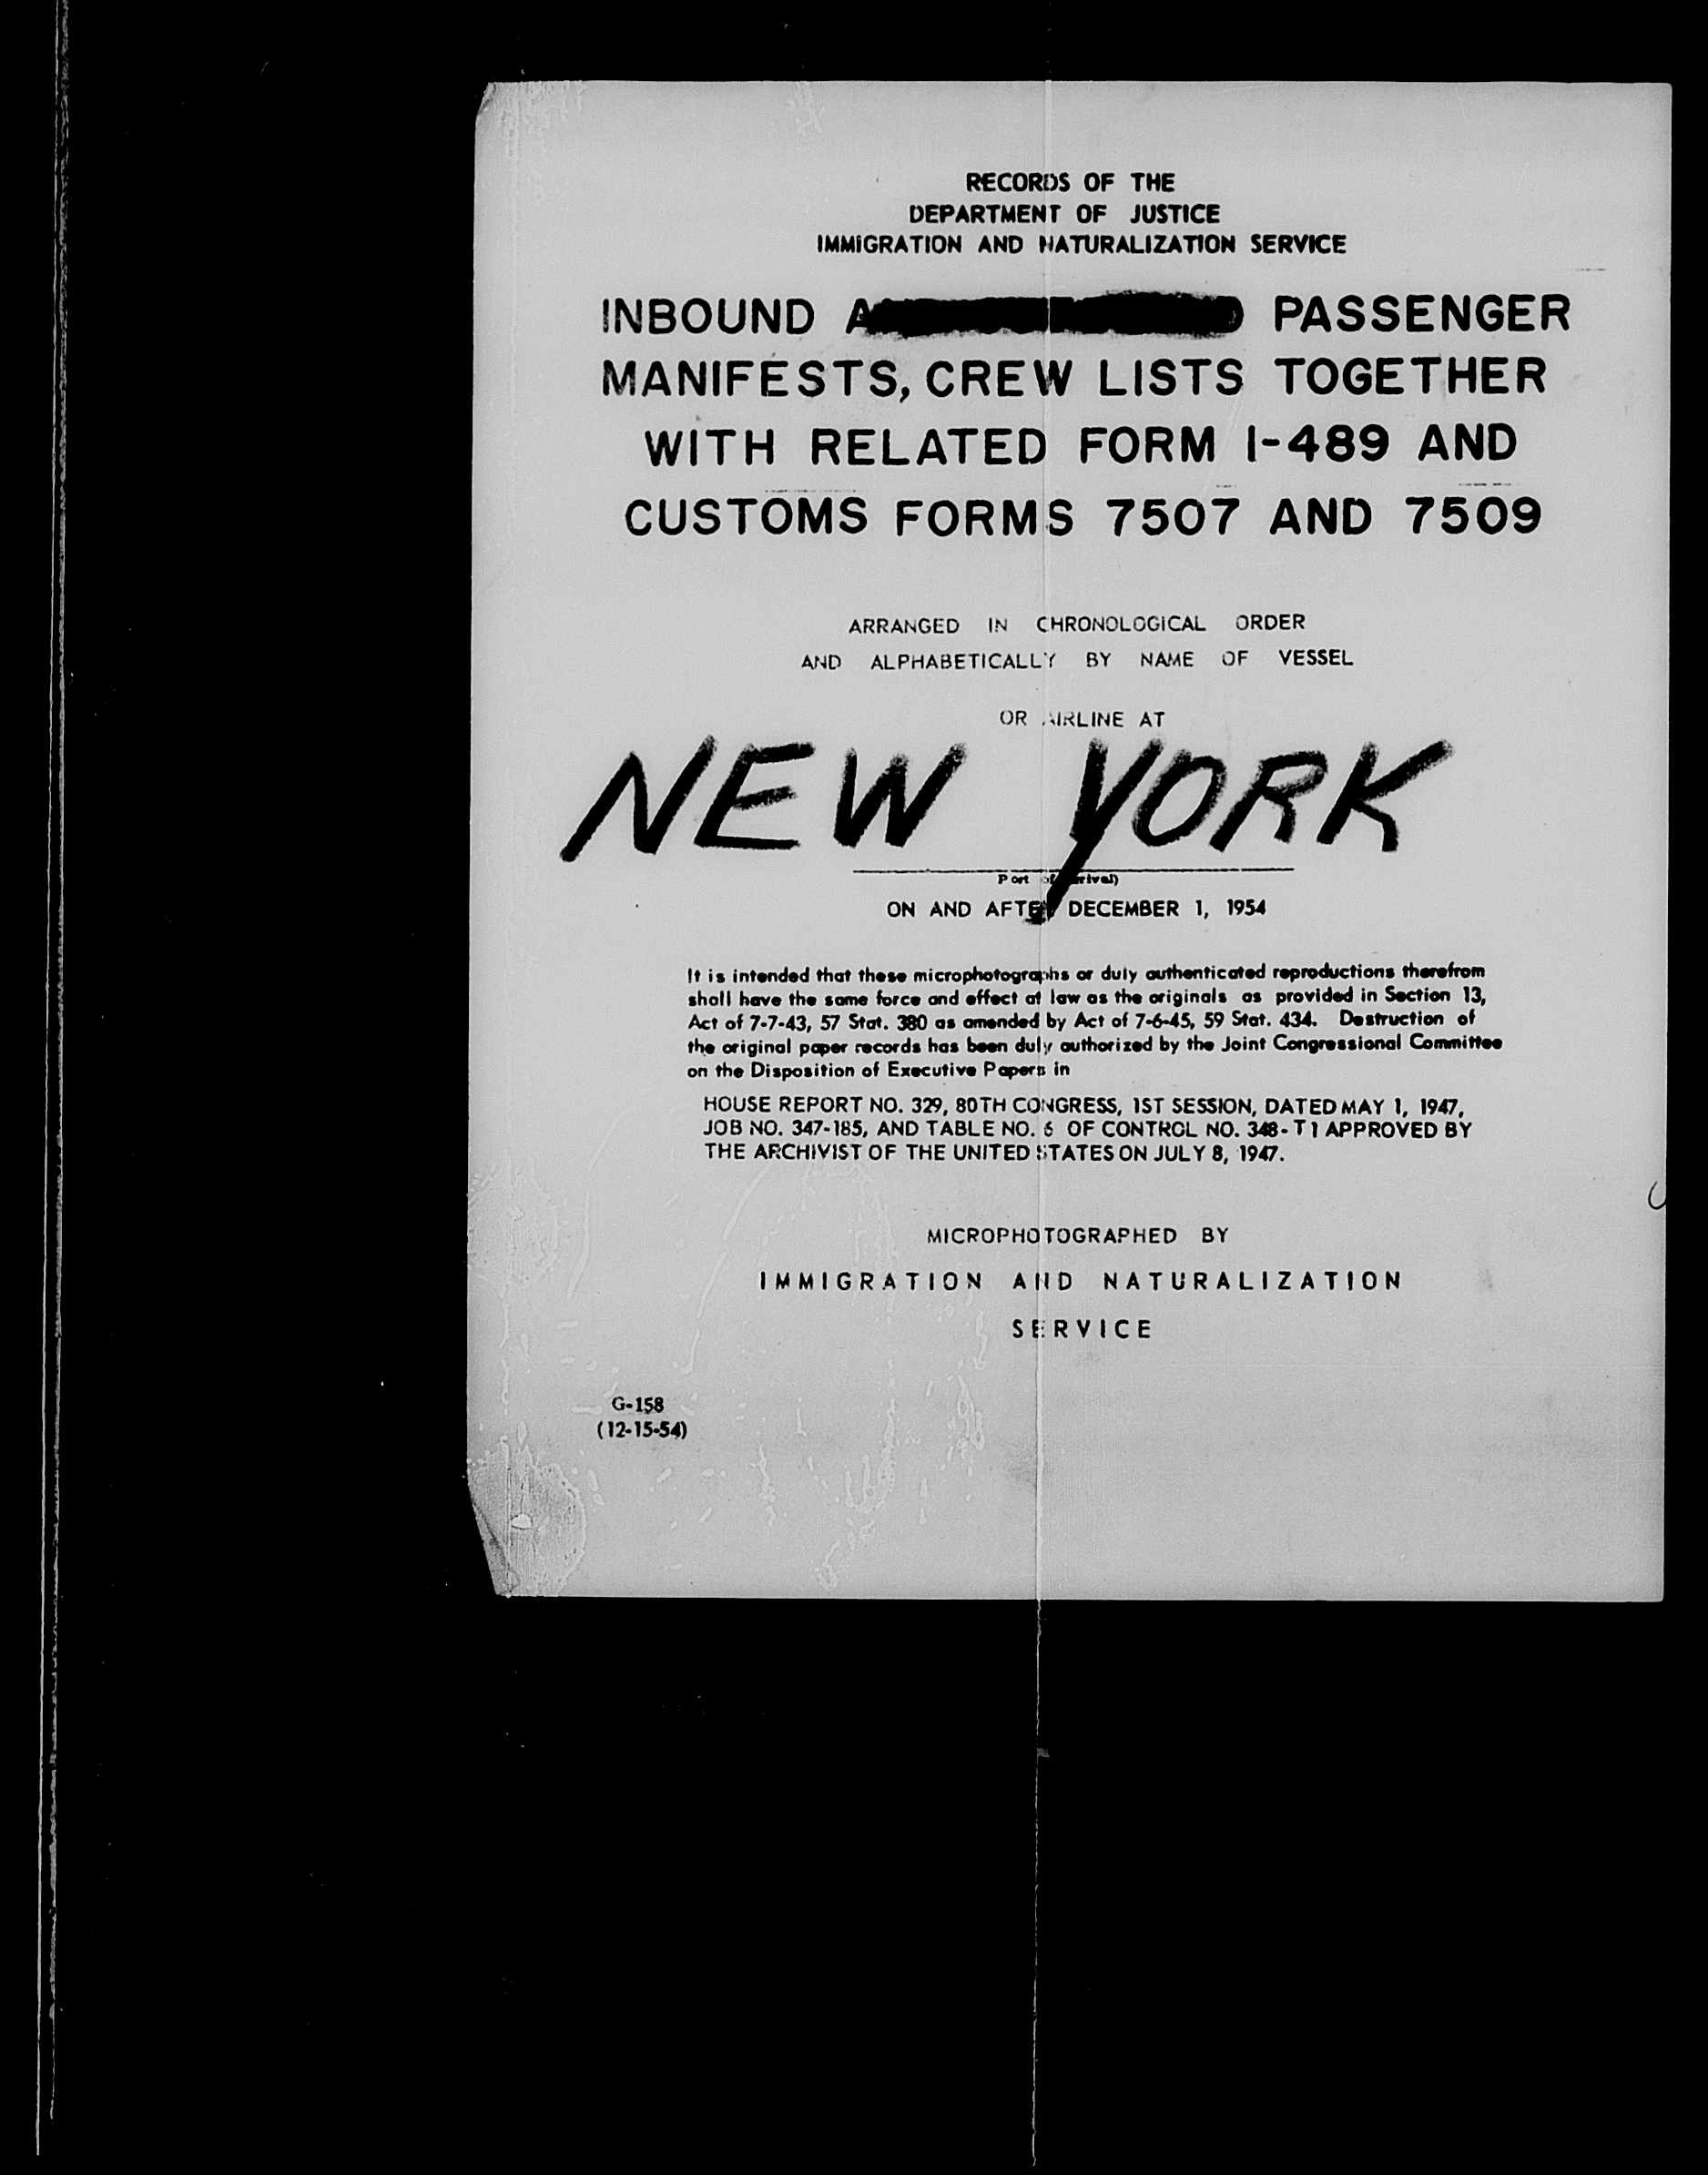 RECORDS OF THE
DEPARTMENT OF JUSTICE
IMMIGRATION AND NATURALIZATION SERVICE
INBOUND PASSENGER
MANIFESTS, CREW LISTS TOGETHER
WITH RELATED FORM I-489 AND
CUSTOMS FORMS 7507 AND 7509
ARRANGED IN CHRONOLOGICAL ORDER
AND ALPHABETICALLY BY NAME OF VESSEL
OR AIRLINE AT
NEW YORK
Port of Arrival)
ON AND AFTER DECEMBER 1, 1954
It is intended that these microphotographs or duly authenticated reproductions therefrom
shall have the same force and effect at law as the originals as provided in Section 13,
Act of 7-7-43, 57 Stat. 380 as amended by Act of 7-6-45, 59 Stat. 434. Destruction of
the original paper records has been duly authorized by the Joint Congressional Committee
on the Disposition of Executive Papers in
HOUSE REPORT NO. 329, 80TH CONGRESS, 1ST SESSION, DATED MAY 1, 1947,
JOB NO. 347-185, AND TABLE NO. 6 OF CONTROL NO. 348-T1 APPROVED BY
THE ARCHIVIST OF THE UNITED STATES ON JULY 8, 1947.
MICROPHOTOGRAPHED BY
IMMIGRATION AND NATURALIZATION
SERVICE
G-158
(12-15-54)